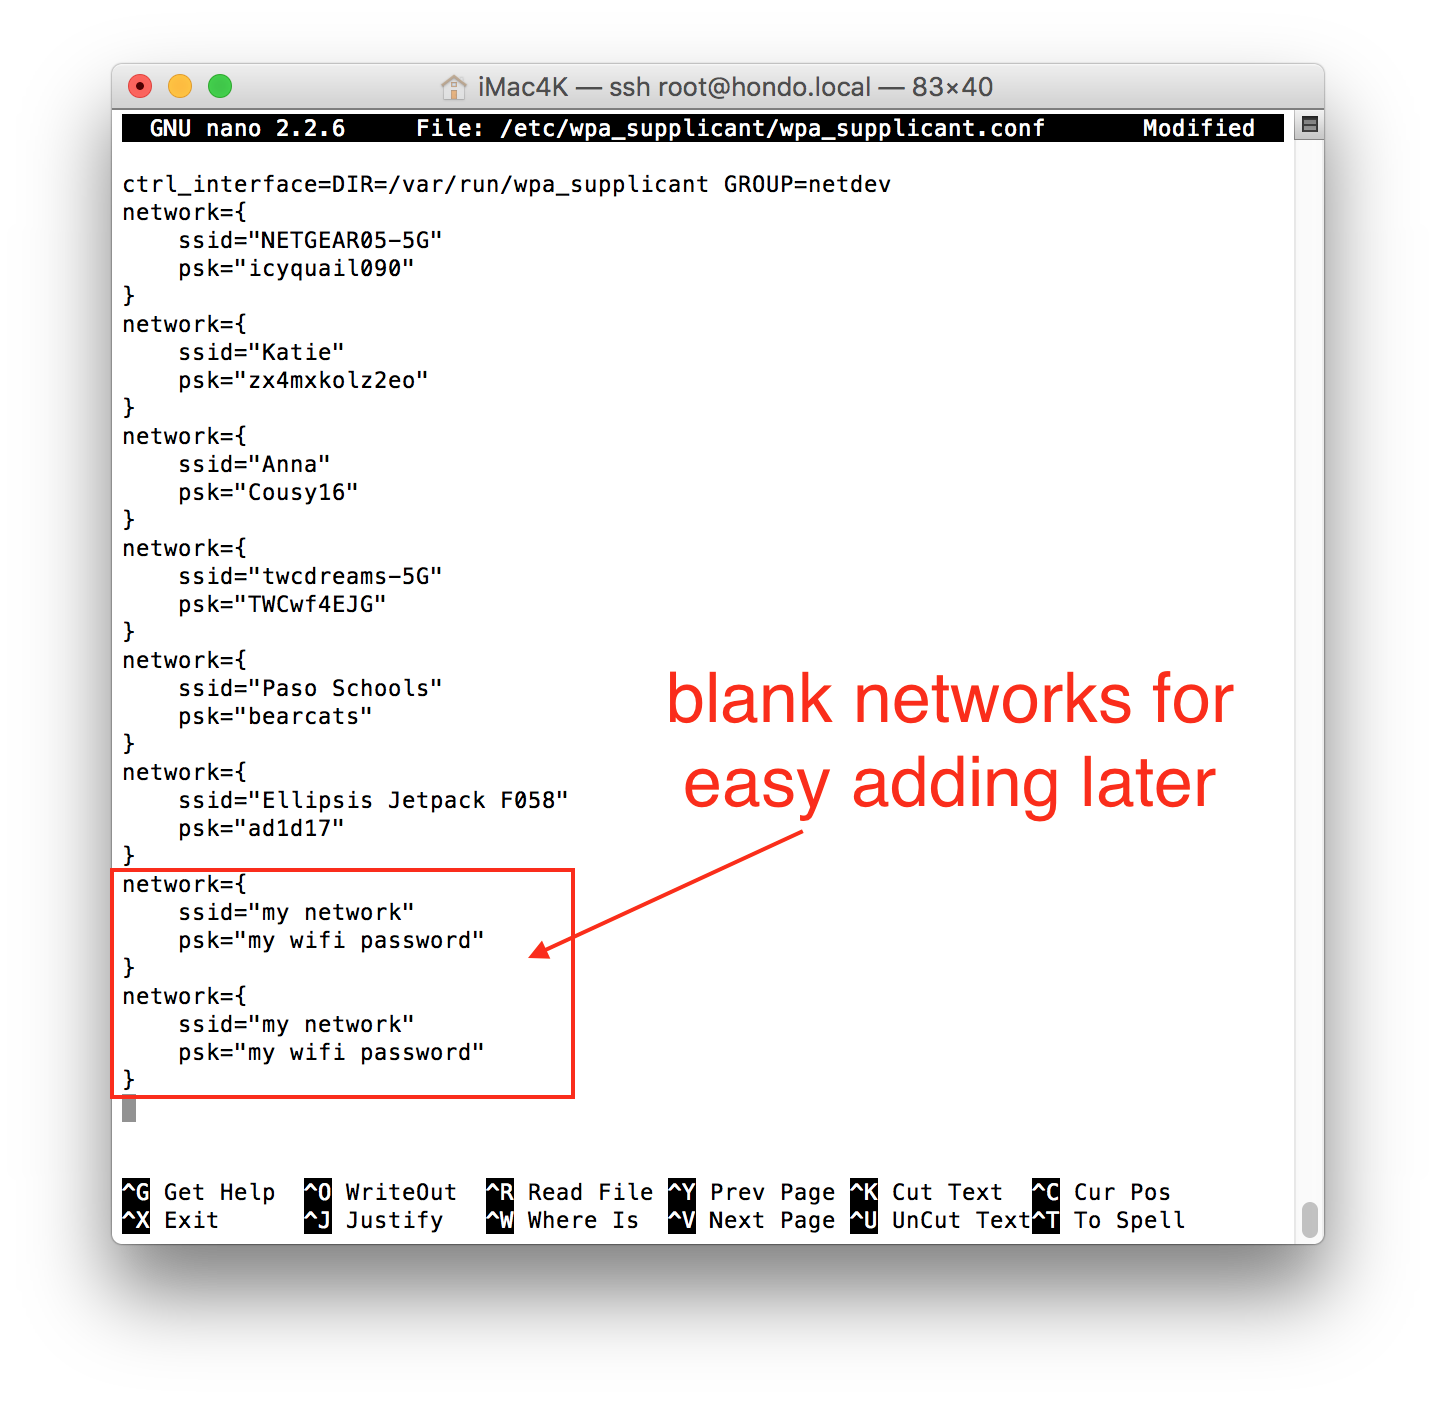 iMac4K — ssh root@hondo.local — 83×40
GNU nano 2.2.6 File: /etc/wpa_supplicant/wpa_supplicant.conf Modified
ctrl_interface=DIR=/var/run/wpa_supplicant GROUP=netdev
network={
ssid="NETGEAR05-5G"
psk="icyquail090"
}
network={
ssid="Katie"
psk="zx4mxkolz2eo"
}
network={
ssid="Anna"
psk="Cousy16"
}
network={
ssid="twcdreams-5G"
psk="TWCwf4EJG"
}
network={
ssid="Paso Schools"
psk="bearcats"
}
network={
ssid="Ellipsis Jetpack F058"
psk="ad1d17"
}
network={
ssid="my network"
psk="my wifi password"
}
network={
ssid="my network"
psk="my wifi password"
}
blank networks for
easy adding later
^G Get Help ^O WriteOut ^R Read File ^Y Prev Page ^K Cut Text ^C Cur Pos
^X Exit ^J Justify ^W Where Is ^V Next Page ^U UnCut Text ^T To Spell